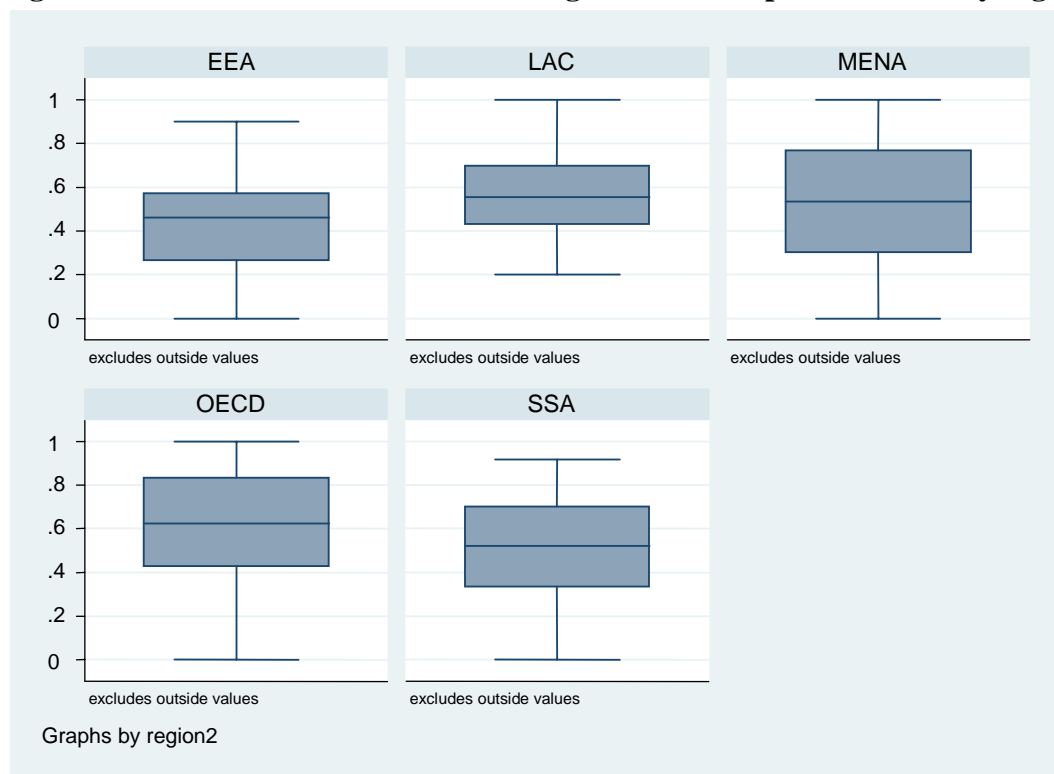 EEA LAC MENA
1
.8
.6
.4
.2
0
excludes outside values excludes outside values excludes outside values
OECD SSA
1
.8
.6
.4
.2
0
excludes outside values excludes outside values
Graphs by region2